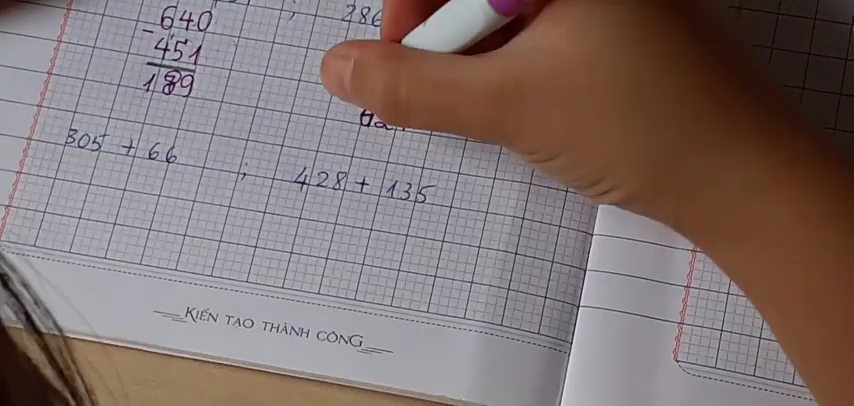 640 ; 286
- 451
189
305 + 66 ; 428 + 135
KIẾN TẠO THÀNH CÔNG